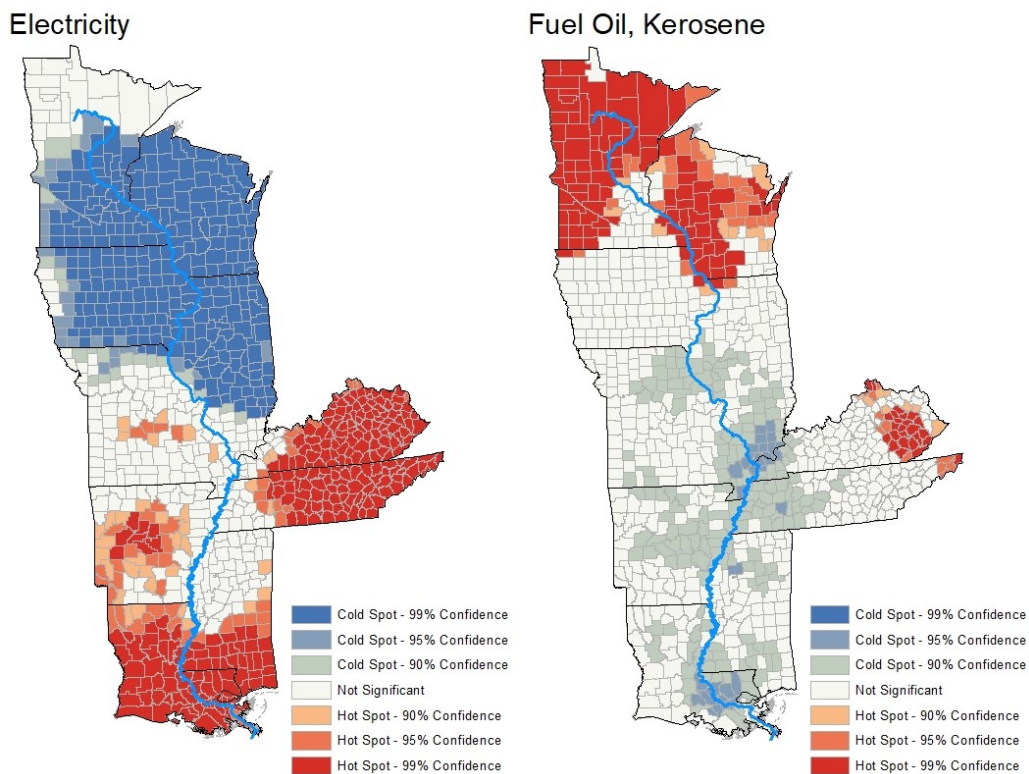 Electricity
Cold Spot - 99% Confidence
Cold Spot - 95% Confidence
Cold Spot - 90% Confidence
Not Significant
Hot Spot - 90% Confidence
Hot Spot - 95% Confidence
Hot Spot - 99% Confidence
Fuel Oil, Kerosene
Cold Spot - 99% Confidence
Cold Spot - 95% Confidence
Cold Spot - 90% Confidence
Not Significant
Hot Spot - 90% Confidence
Hot Spot - 95% Confidence
Hot Spot - 99% Confidence